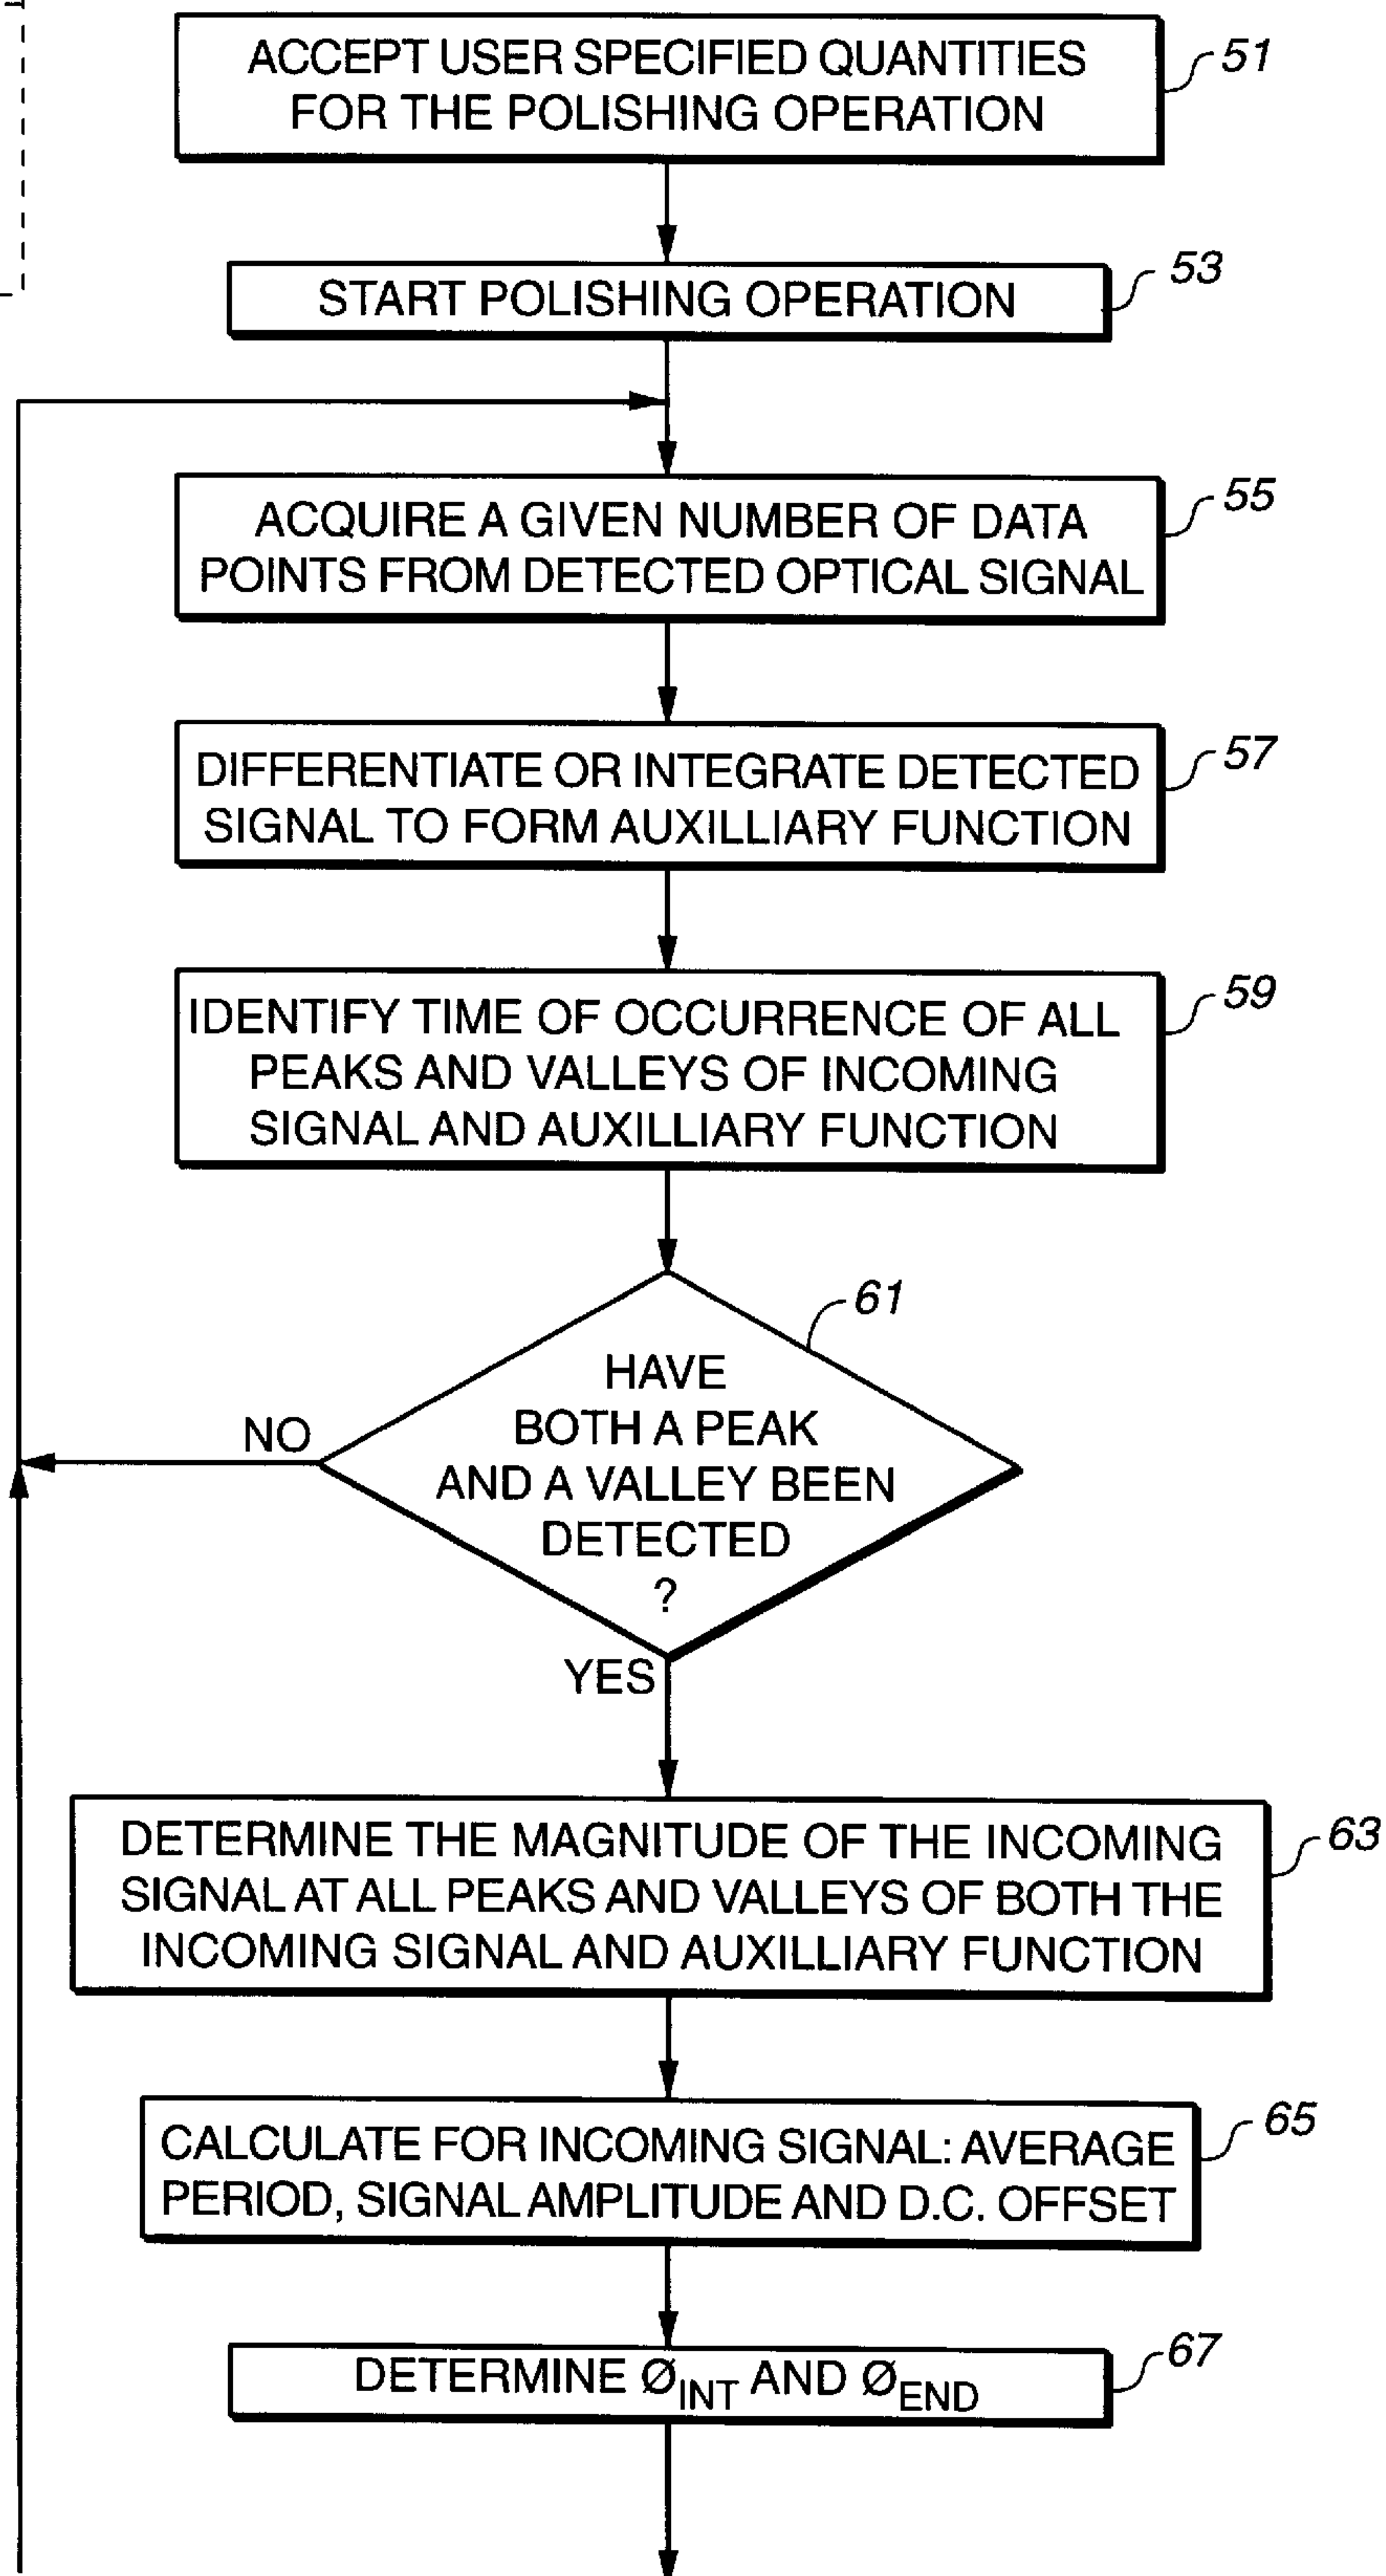 ACCEPT USER SPECIFIED QUANTITIES
FOR THE POLISHING OPERATION
51
START POLISHING OPERATION
53
ACQUIRE A GIVEN NUMBER OF DATA
POINTS FROM DETECTED OPTICAL SIGNAL
55
DIFFERENTIATE OR INTEGRATE DETECTED
SIGNAL TO FORM AUXILLIARY FUNCTION
57
IDENTIFY TIME OF OCCURRENCE OF ALL
PEAKS AND VALLEYS OF INCOMING
SIGNAL AND AUXILLIARY FUNCTION
59
61
HAVE
BOTH A PEAK
AND A VALLEY BEEN
DETECTED
?
NO
YES
DETERMINE THE MAGNITUDE OF THE INCOMING
SIGNAL AT ALL PEAKS AND VALLEYS OF BOTH THE
INCOMING SIGNAL AND AUXILLIARY FUNCTION
63
CALCULATE FOR INCOMING SIGNAL: AVERAGE
PERIOD, SIGNAL AMPLITUDE AND D.C. OFFSET
65
DETERMINE Ø_INT AND Ø_END
67